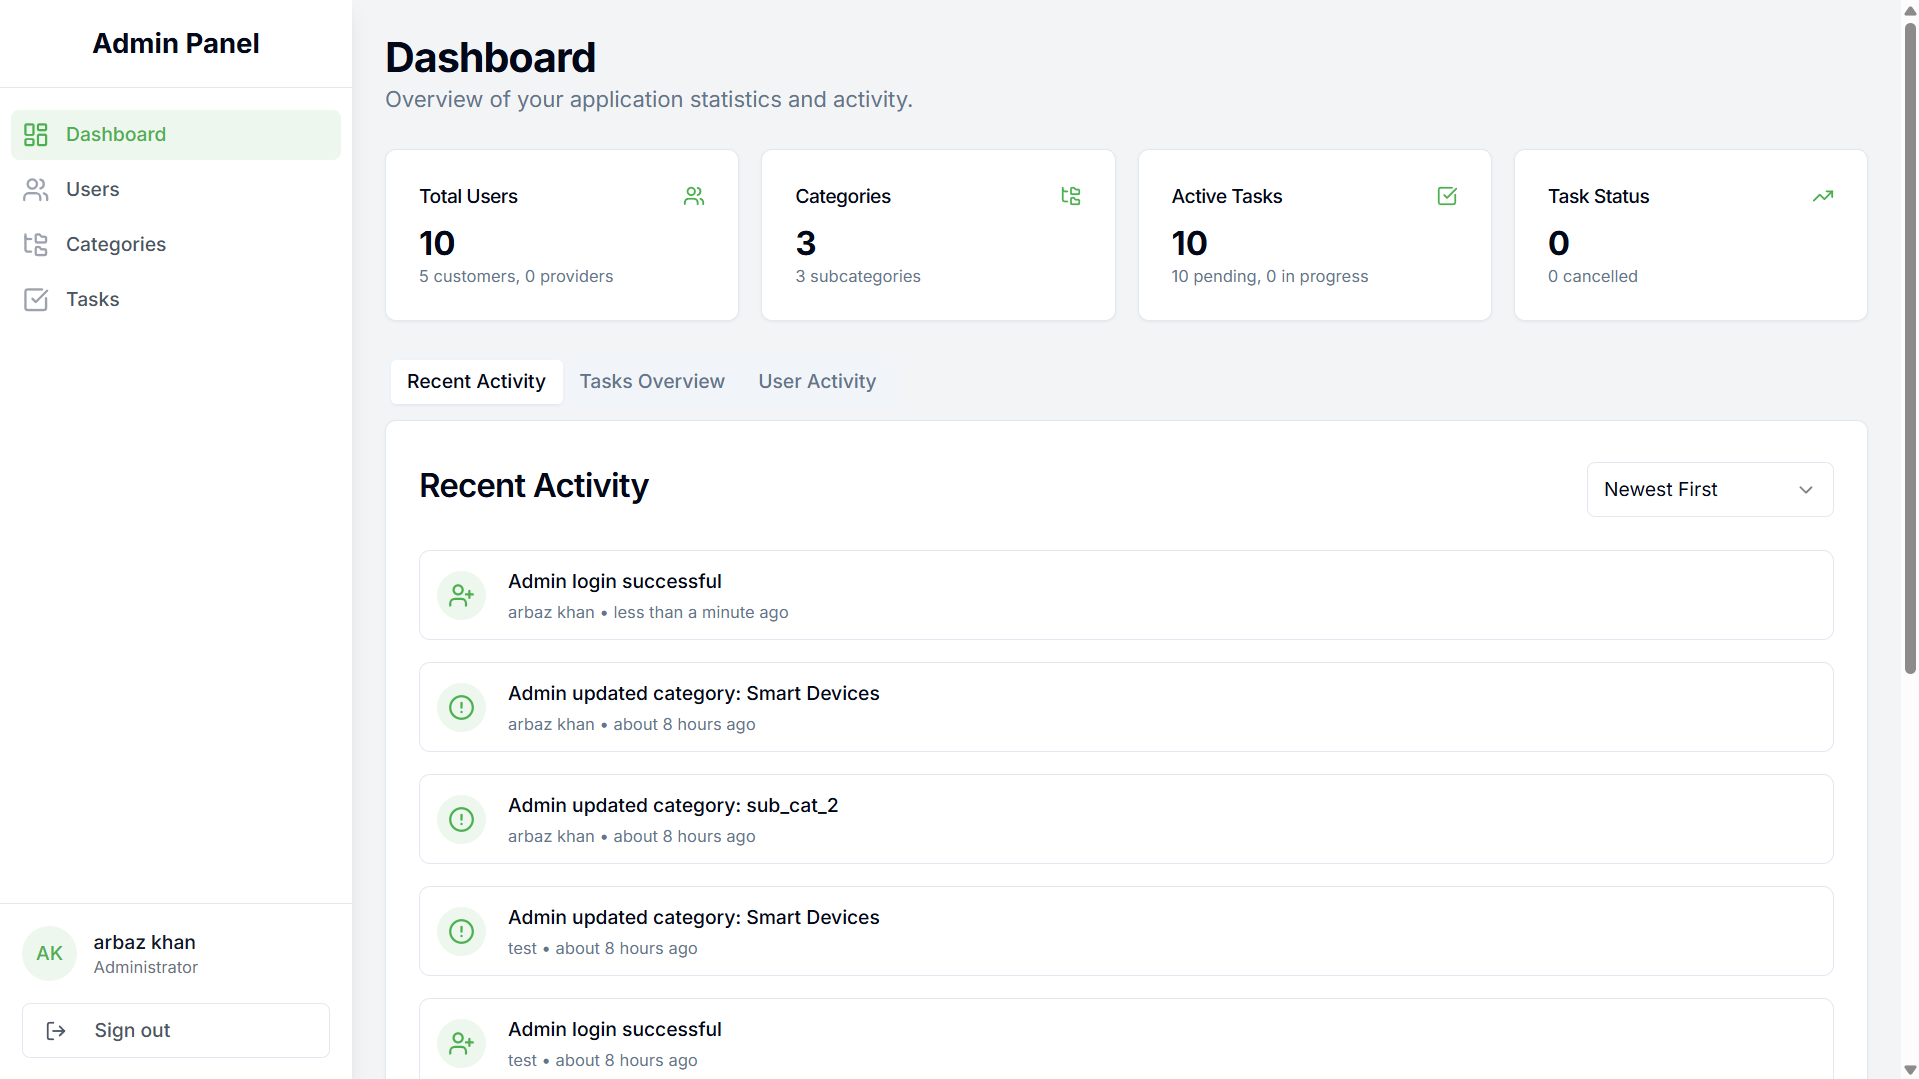 Admin Panel
Dashboard
Users
Categories
Tasks
AK
arbaz khan
Administrator
Sign out
Dashboard
Overview of your application statistics and activity.
Total Users
10
5 customers, 0 providers
Categories
3
3 subcategories
Active Tasks
10
10 pending, 0 in progress
Task Status
0
0 cancelled
Recent Activity
Tasks Overview
User Activity
Recent Activity
Newest First
Admin login successful
arbaz khan • less than a minute ago
Admin updated category: Smart Devices
arbaz khan • about 8 hours ago
Admin updated category: sub_cat_2
arbaz khan • about 8 hours ago
Admin updated category: Smart Devices
test • about 8 hours ago
Admin login successful
test • about 8 hours ago